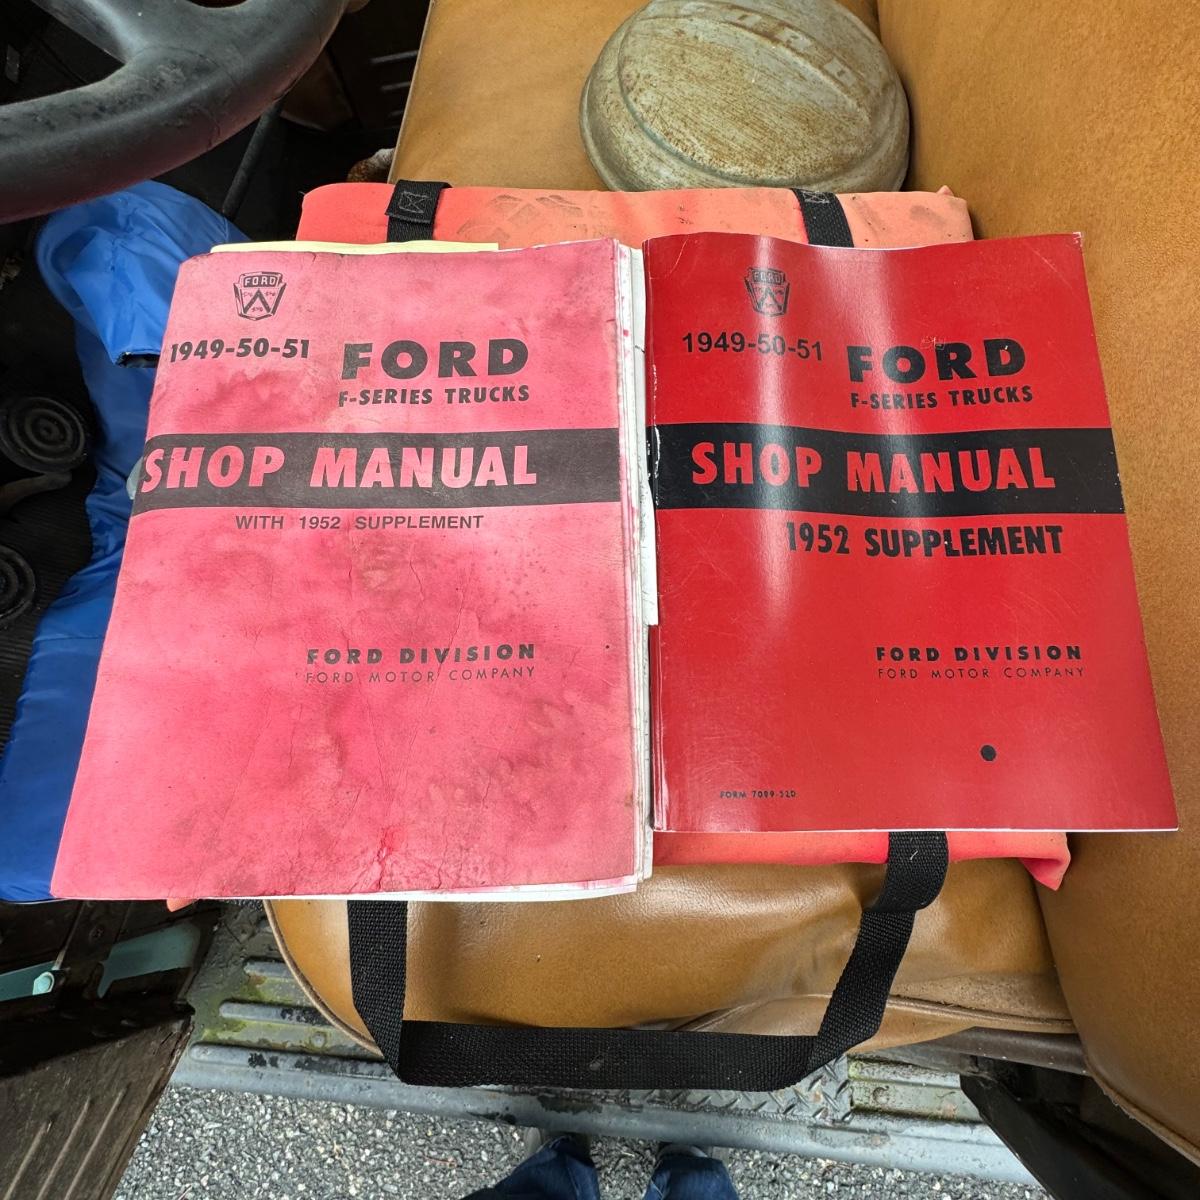 FORD
1949-50-51
FORD
F-SERIES TRUCKS
SHOP MANUAL
WITH 1952 SUPPLEMENT
FORD DIVISION
FORD MOTOR COMPANY
FORD
1949-50-51
FORD
F-SERIES TRUCKS
SHOP MANUAL
1952 SUPPLEMENT
FORD DIVISION
FORD MOTOR COMPANY
FORM 7099-52D